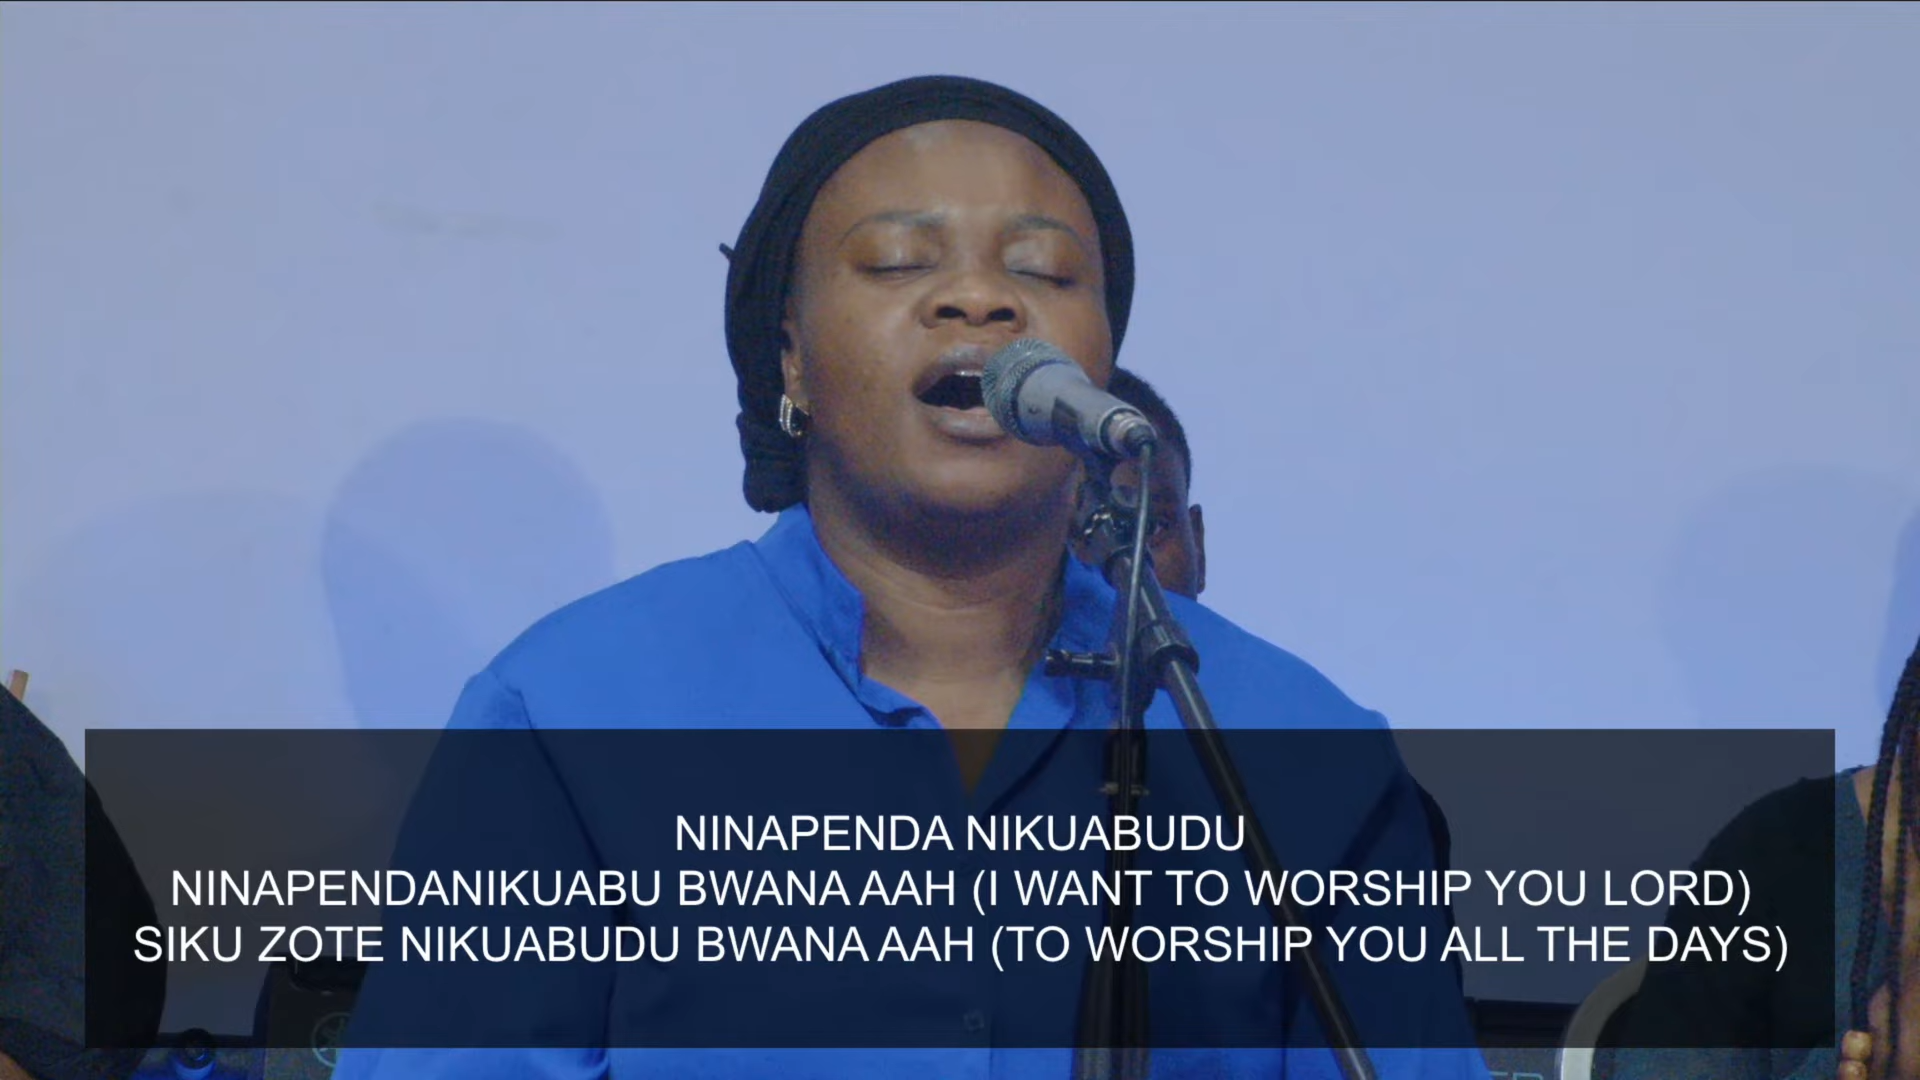 NINAPENDA NIKUABUDU
NINAPENDANIKUABU BWANA AAH (I WANT TO WORSHIP YOU LORD)
SIKU ZOTE NIKUABUDU BWANA AAH (TO WORSHIP YOU ALL THE DAYS)